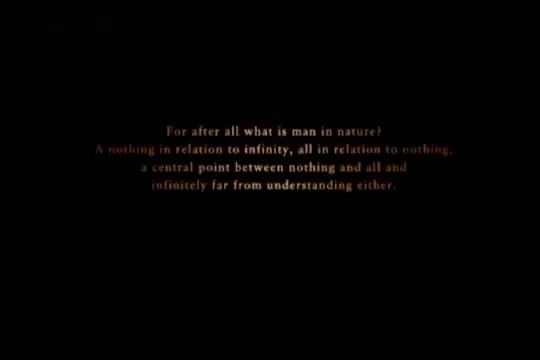 For after all what is man in nature?
A nothing in relation to infinity, all in relation to nothing,
a central point between nothing and all and
infinitely far from understanding either.